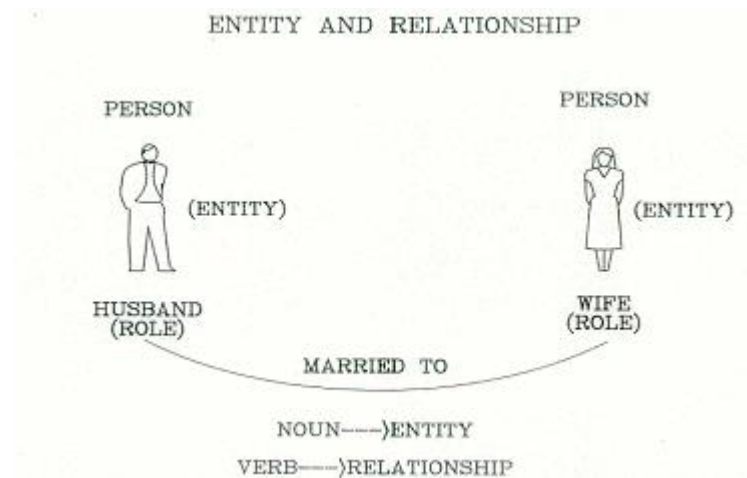 ENTITY AND RELATIONSHIP
PERSON
PERSON
(ENTITY)
(ENTITY)
HUSBAND
(ROLE)
WIFE
(ROLE)
MARRIED TO
NOUN---->ENTITY
VERB---->RELATIONSHIP